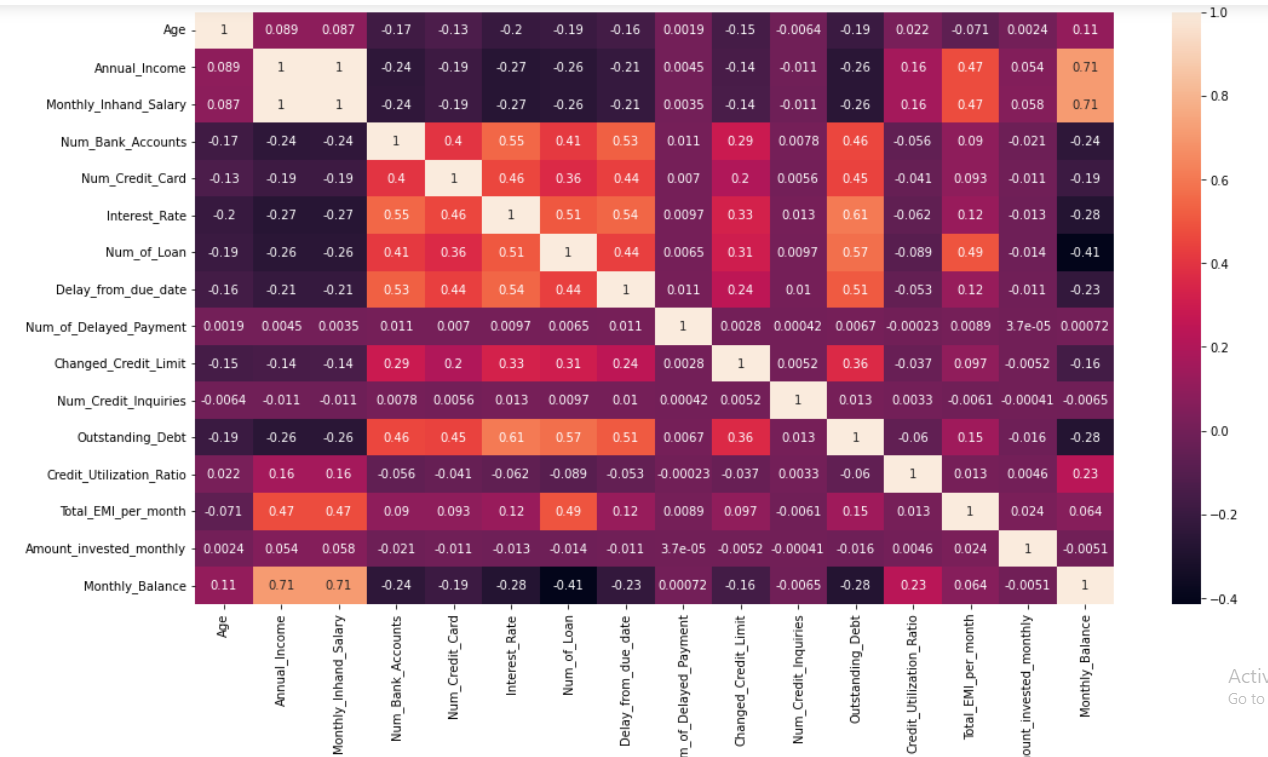 Age 1 0.089 0.087 -0.17 -0.13 -0.2 -0.19 -0.16 0.0019 -0.15 -0.0064 -0.19 0.022 -0.071 0.0024 0.11
Annual_Income 0.089 1 1 -0.24 -0.19 -0.27 -0.26 -0.21 0.0045 -0.14 -0.011 -0.26 0.16 0.47 0.054 0.71
Monthly_Inhand_Salary 0.087 1 1 -0.24 -0.19 -0.27 -0.26 -0.21 0.0035 -0.14 -0.011 -0.26 0.16 0.47 0.058 0.71
Num_Bank_Accounts -0.17 -0.24 -0.24 1 0.4 0.55 0.41 0.53 0.011 0.29 0.0078 0.46 -0.056 0.09 -0.021 -0.24
Num_Credit_Card -0.13 -0.19 -0.19 0.4 1 0.46 0.36 0.44 0.007 0.2 0.0056 0.45 -0.041 0.093 -0.011 -0.19
Interest_Rate -0.2 -0.27 -0.27 0.55 0.46 1 0.51 0.54 0.0097 0.33 0.013 0.61 -0.062 0.12 -0.013 -0.28
Num_of_Loan -0.19 -0.26 -0.26 0.41 0.36 0.51 1 0.44 0.0065 0.31 0.0097 0.57 -0.089 0.49 -0.014 -0.41
Delay_from_due_date -0.16 -0.21 -0.21 0.53 0.44 0.54 0.44 1 0.011 0.24 0.01 0.51 -0.053 0.12 -0.011 -0.23
Num_of_Delayed_Payment 0.0019 0.0045 0.0035 0.011 0.007 0.0097 0.0065 0.011 1 0.0028 0.00042 0.0067 -0.00023 0.0089 3.7e-05 0.00072
Changed_Credit_Limit -0.15 -0.14 -0.14 0.29 0.2 0.33 0.31 0.24 0.0028 1 0.0052 0.36 -0.037 0.097 -0.0052 -0.16
Num_Credit_Inquiries -0.0064 -0.011 -0.011 0.0078 0.0056 0.013 0.0097 0.01 0.00042 0.0052 1 0.013 0.0033 -0.0061 -0.00041 -0.0065
Outstanding_Debt -0.19 -0.26 -0.26 0.46 0.45 0.61 0.57 0.51 0.0067 0.36 0.013 1 -0.06 0.15 -0.016 -0.28
Credit_Utilization_Ratio 0.022 0.16 0.16 -0.056 -0.041 -0.062 -0.089 -0.053 -0.00023 -0.037 0.0033 -0.06 1 0.013 0.0046 0.23
Total_EMI_per_month -0.071 0.47 0.47 0.09 0.093 0.12 0.49 0.12 0.0089 0.097 -0.0061 0.15 0.013 1 0.024 0.064
Amount_invested_monthly 0.0024 0.054 0.058 -0.021 -0.011 -0.013 -0.014 -0.011 3.7e-05 -0.0052 -0.00041 -0.016 0.0046 0.024 1 -0.0051
Monthly_Balance 0.11 0.71 0.71 -0.24 -0.19 -0.28 -0.41 -0.23 0.00072 -0.16 -0.0065 -0.28 0.23 0.064 -0.0051 1
Age
Annual_Income
Monthly_Inhand_Salary
Num_Bank_Accounts
Num_Credit_Card
Interest_Rate
Num_of_Loan
Delay_from_due_date
m_of_Delayed_Payment
Changed_Credit_Limit
Num_Credit_Inquiries
Outstanding_Debt
Credit_Utilization_Ratio
Total_EMI_per_month
ount_invested_monthly
Monthly_Balance
1.0
0.8
0.6
0.4
0.2
0.0
−0.2
−0.4
Activ
Go to